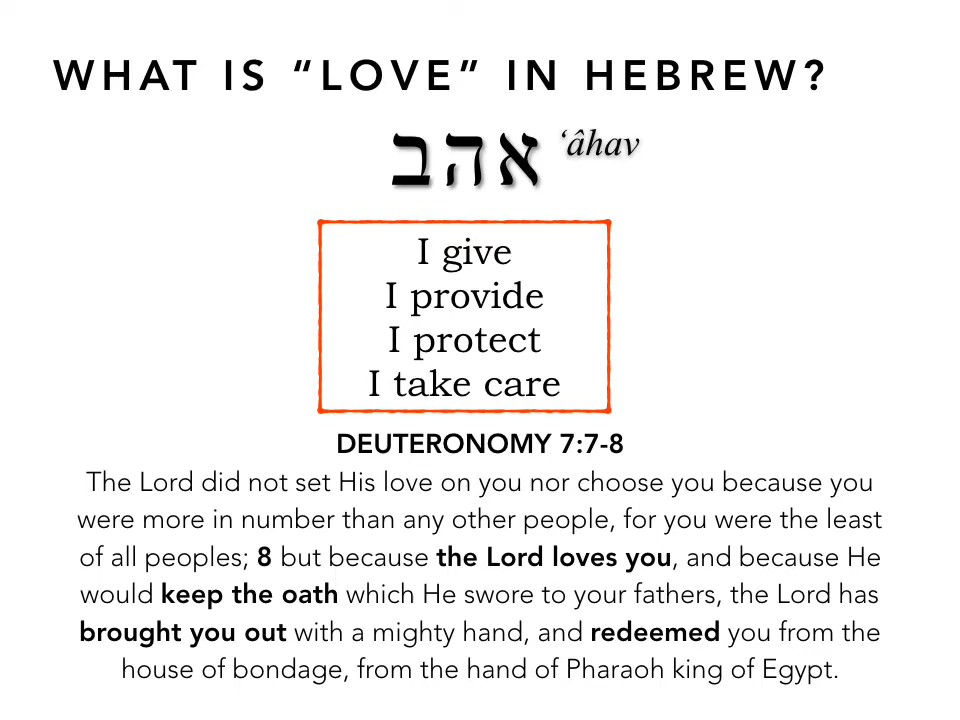 WHAT IS “LOVE” IN HEBREW?
אהב ‘âhav
I give
I provide
I protect
I take care
DEUTERONOMY 7:7-8
The Lord did not set His love on you nor choose you because you
were more in number than any other people, for you were the least
of all peoples; 8 but because the Lord loves you, and because He
would keep the oath which He swore to your fathers, the Lord has
brought you out with a mighty hand, and redeemed you from the
house of bondage, from the hand of Pharaoh king of Egypt.